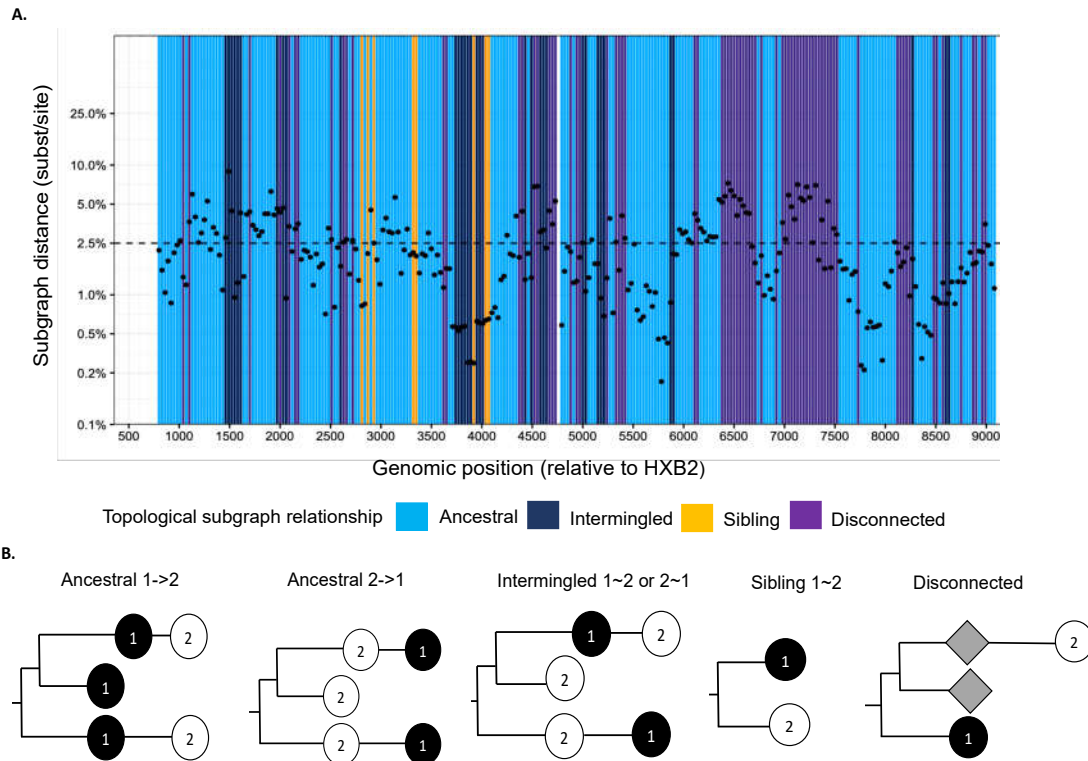 A.
Subgraph distance (subst/site)
25.0%
10.0%
5.0%
2.5%
1.0%
0.5%
0.2%
0.1%
500 1000 1500 2000 2500 3000 3500 4000 4500 5000 5500 6000 6500 7000 7500 8000 8500 9000
Genomic position (relative to HXB2)
Topological subgraph relationship Ancestral Intermingled Sibling Disconnected
B.
Ancestral 1->2 Ancestral 2->1 Intermingled 1~2 or 2~1 Sibling 1~2 Disconnected
1 2 2 1 1 2 1 2
1 2 2
1 2 2 1 2 1 2 1